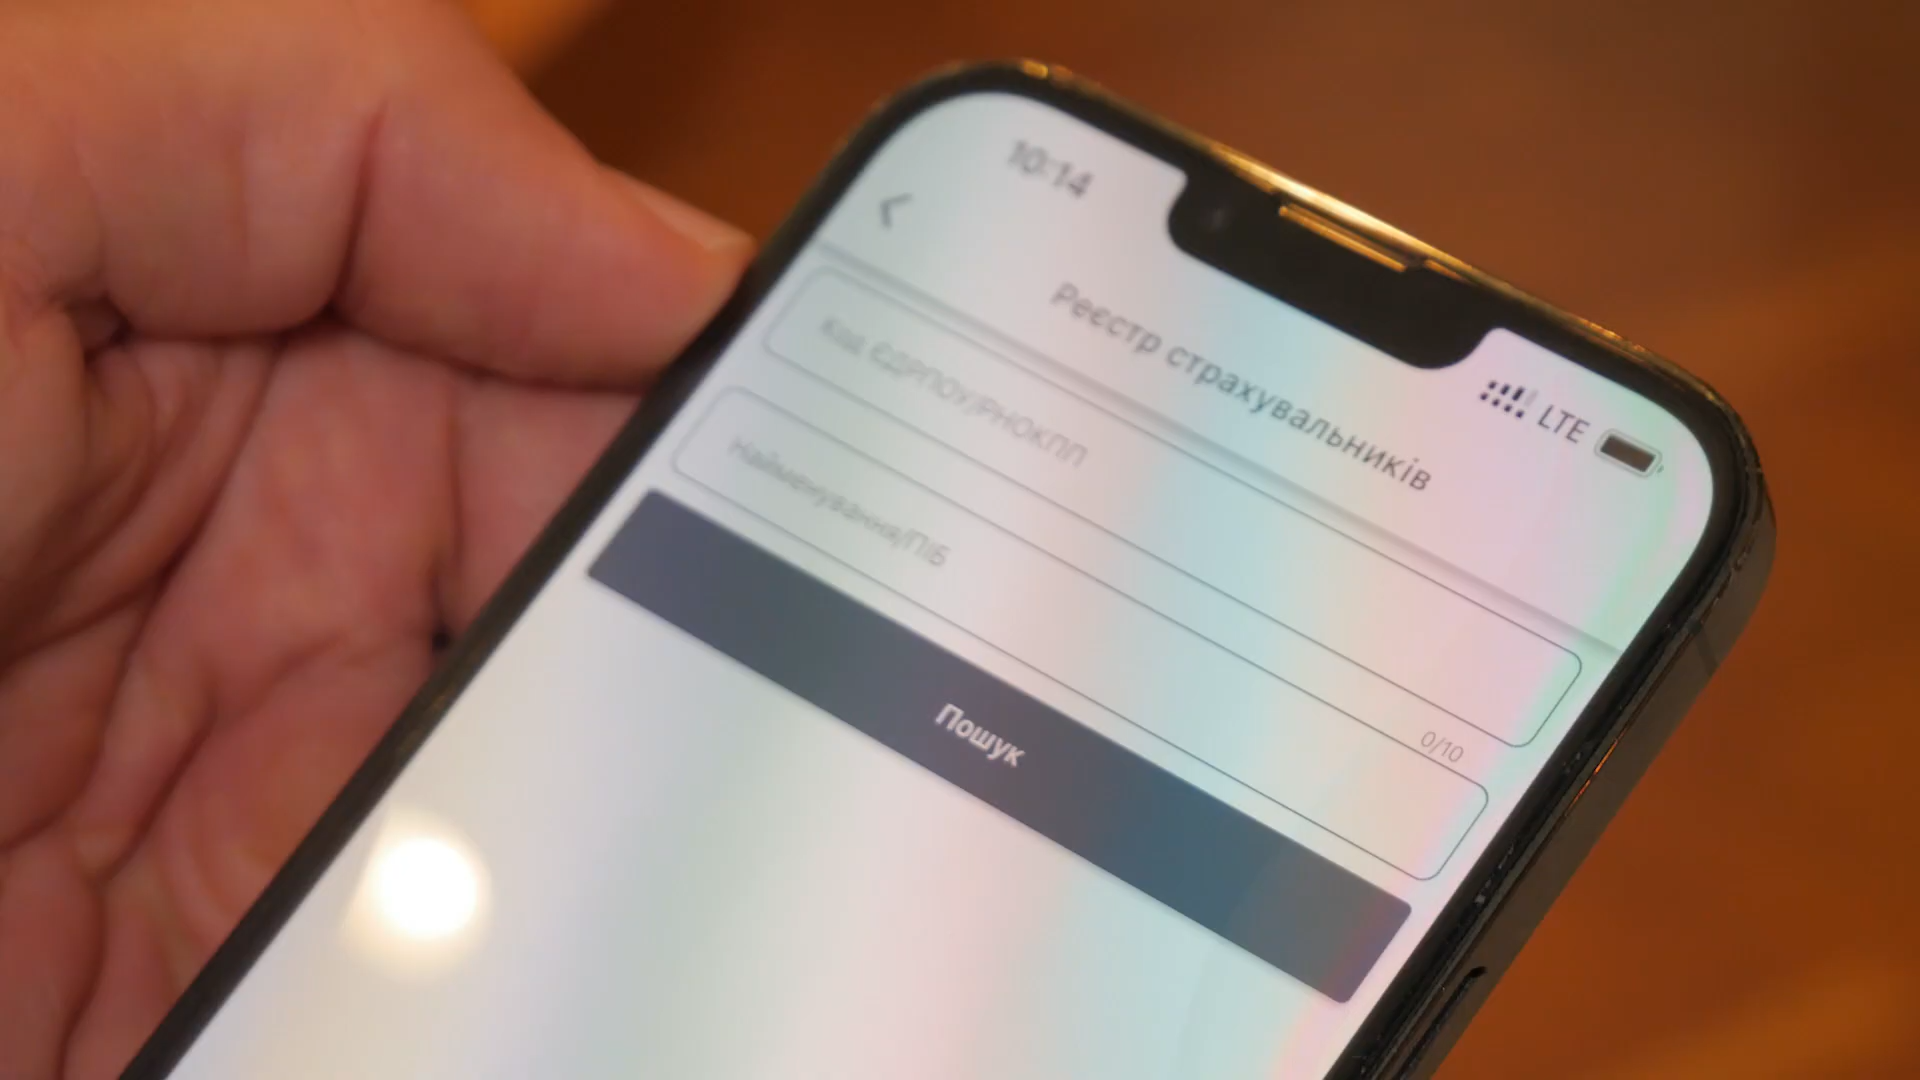 10:14
LTE
Реєстр страхувальників
Код ЄДРПОУ/РНОКПП
0/10
Найменування/ПІБ
Пошук